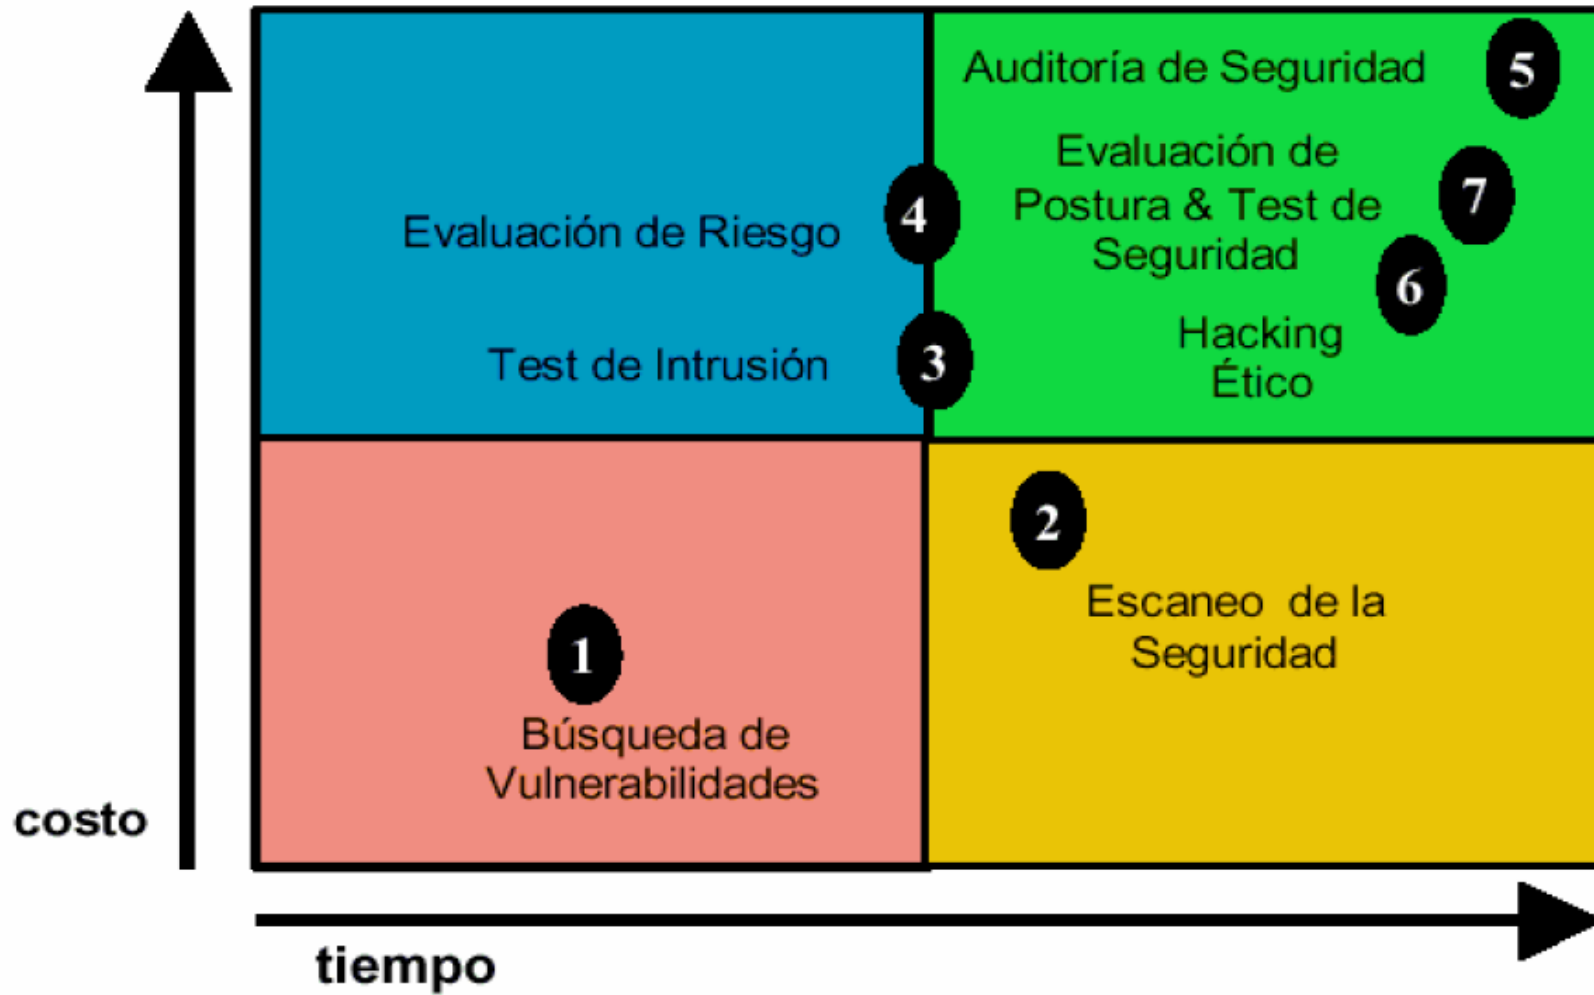 Auditoría de Seguridad
5
Evaluación de
Postura & Test de
Seguridad
7
Evaluación de Riesgo
4
6
Test de Intrusión
3
Hacking
Ético
2
Escaneo de la
Seguridad
1
Búsqueda de
Vulnerabilidades
costo
tiempo